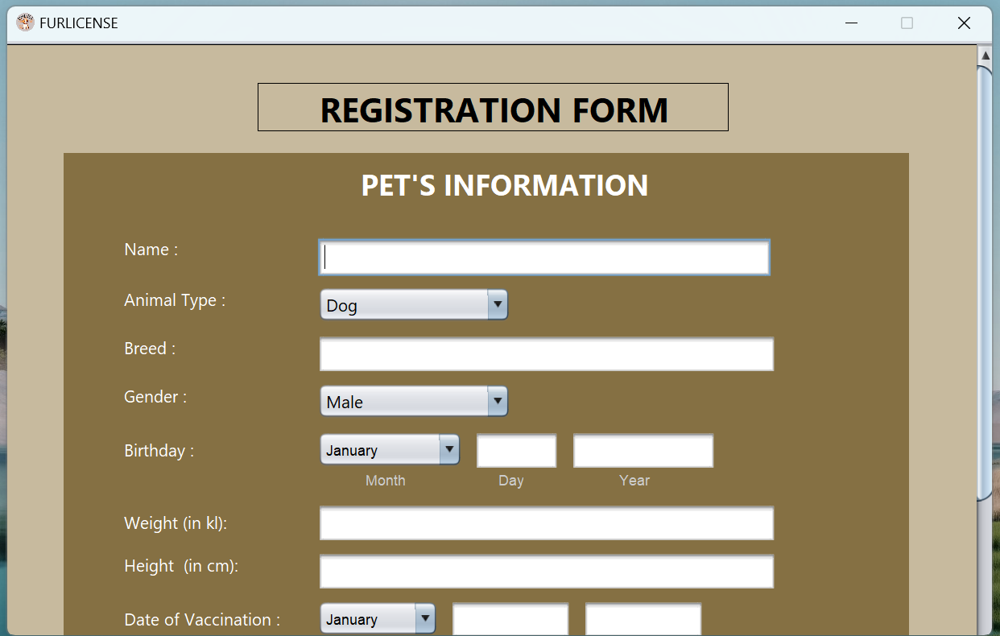 FURLICENSE
REGISTRATION FORM
PET'S INFORMATION
Name :
Animal Type :
Dog
Breed :
Gender :
Male
Birthday :
January
Month Day Year
Weight (in kl):
Height  (in cm):
Date of Vaccination :
January